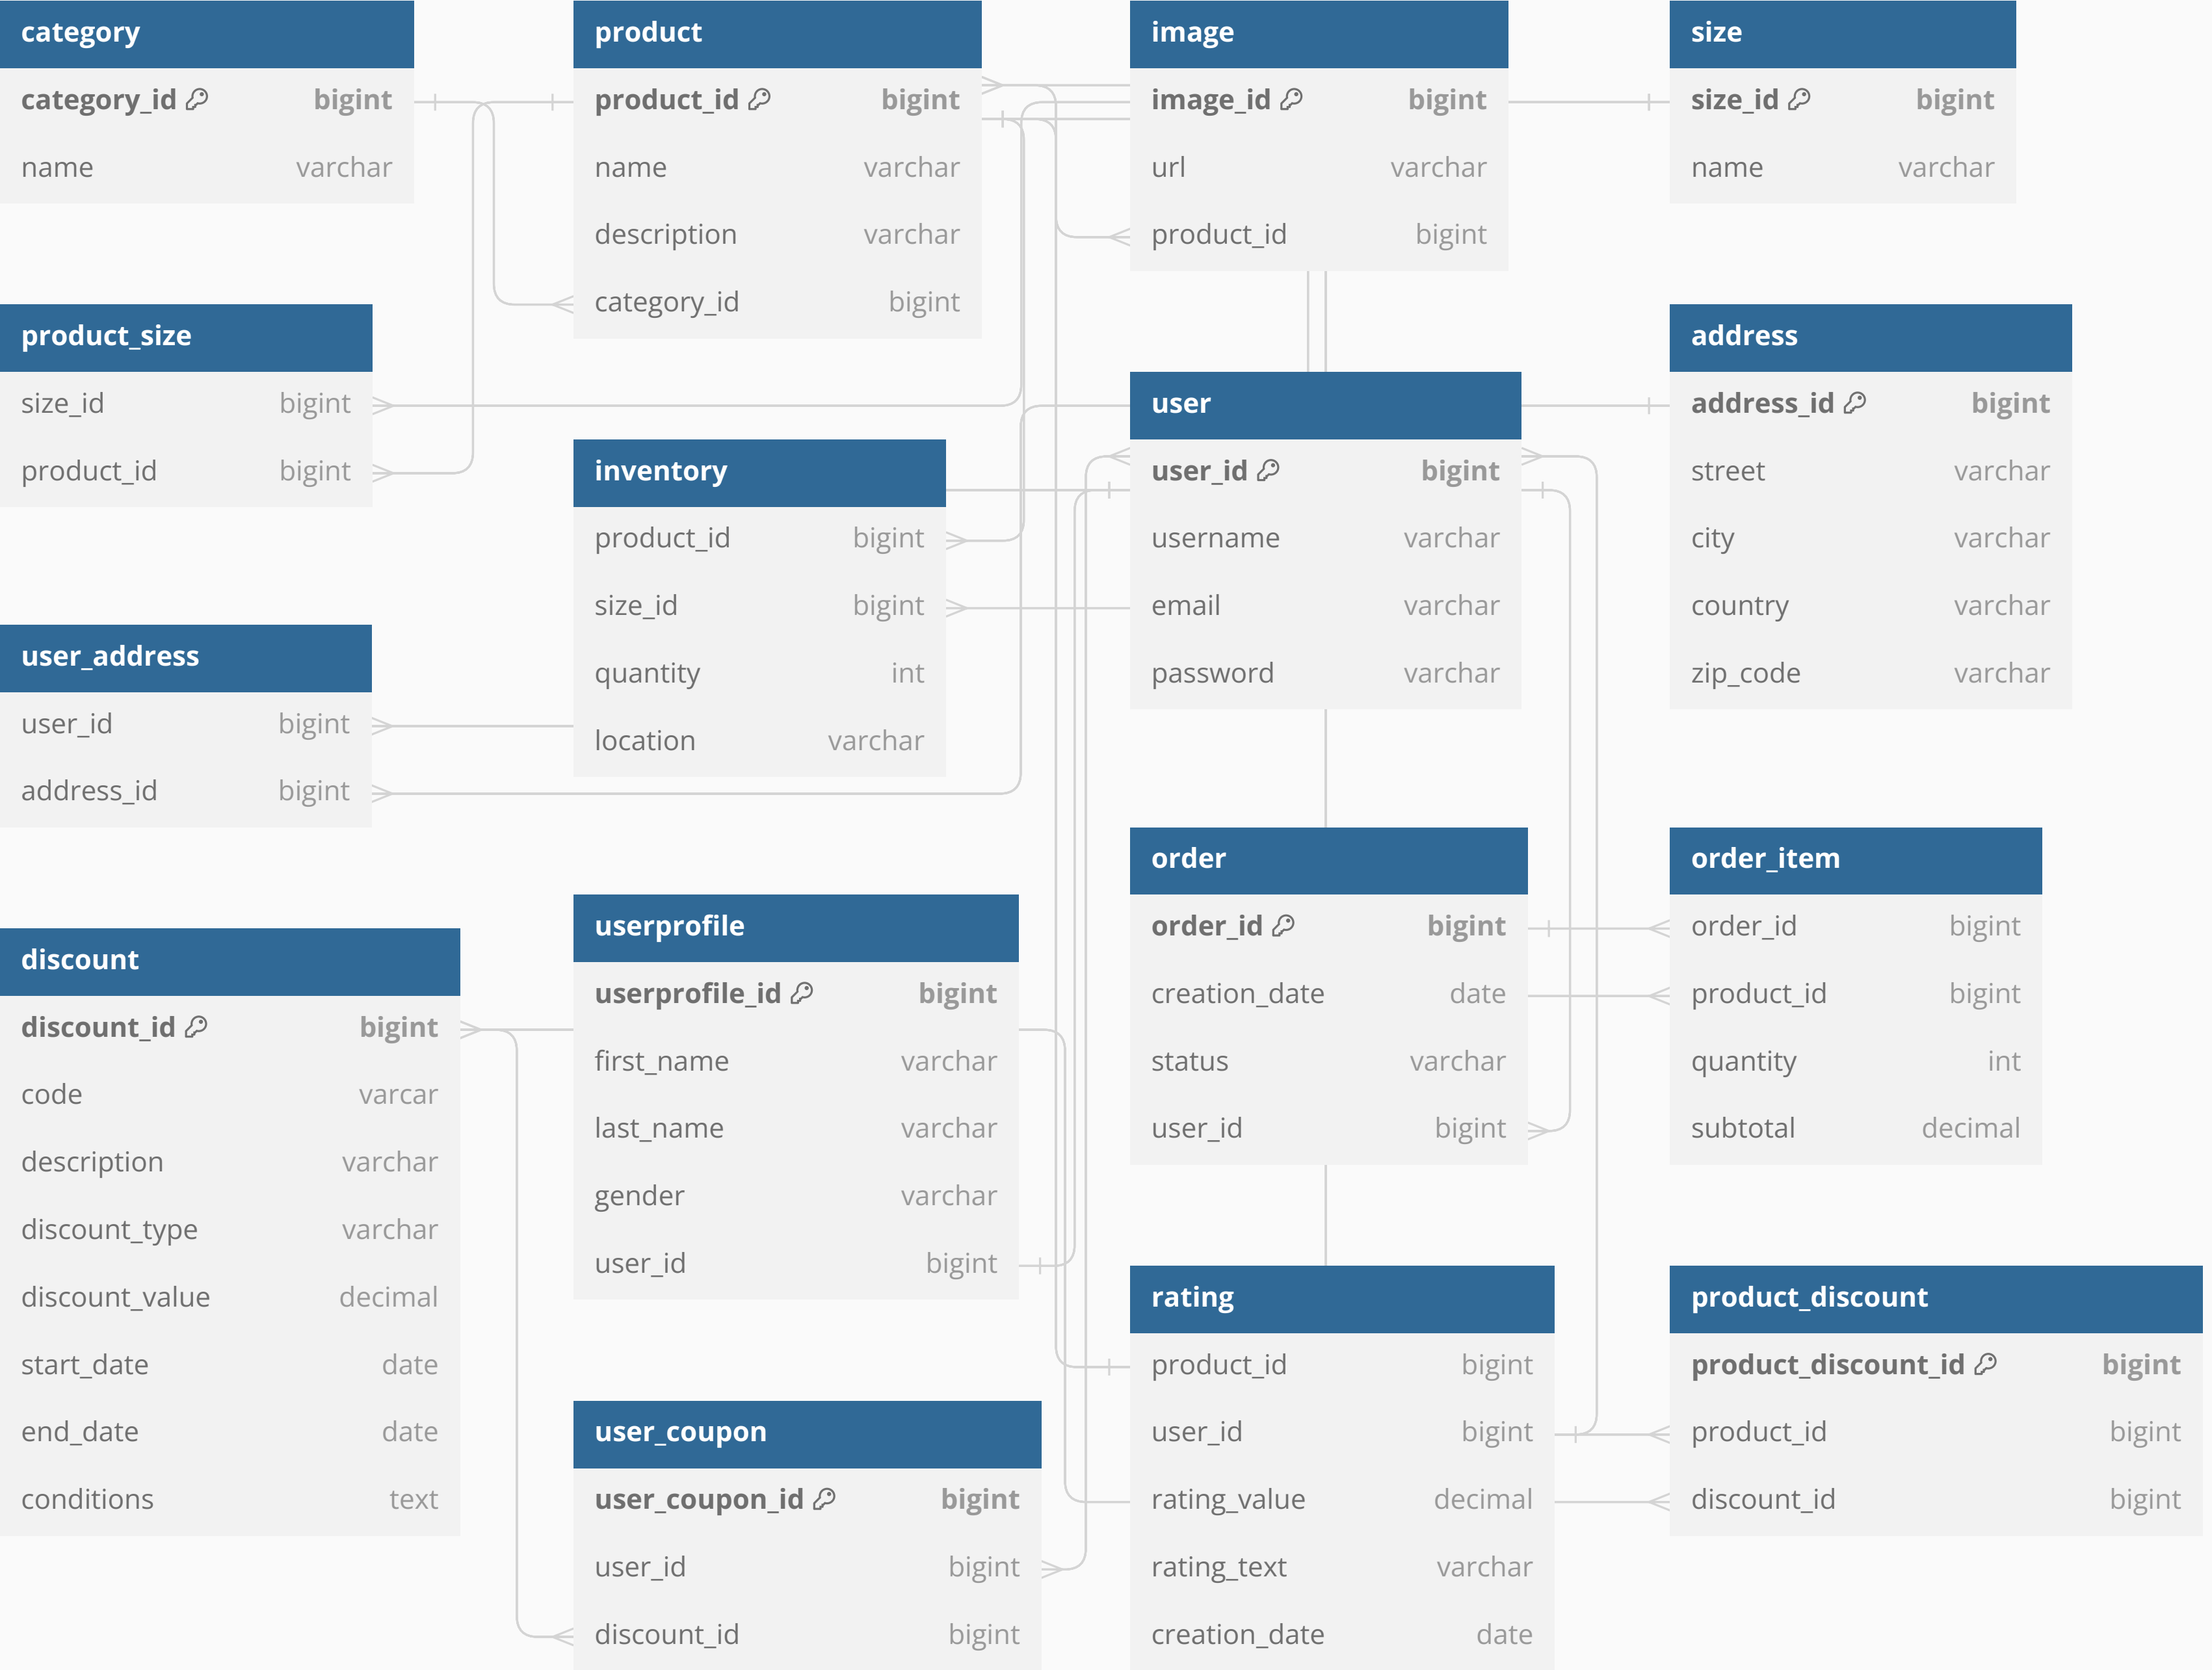 category
category_id bigint
name varchar
product
product_id bigint
name varchar
description varchar
category_id bigint
image
image_id bigint
url varchar
product_id bigint
size
size_id bigint
name varchar
product_size
size_id bigint
product_id bigint
inventory
product_id bigint
size_id bigint
quantity int
location varchar
user
user_id bigint
username varchar
email varchar
password varchar
address
address_id bigint
street varchar
city varchar
country varchar
zip_code varchar
user_address
user_id bigint
address_id bigint
discount
discount_id bigint
code varcar
description varchar
discount_type varchar
discount_value decimal
start_date date
end_date date
conditions text
userprofile
userprofile_id bigint
first_name varchar
last_name varchar
gender varchar
user_id bigint
order
order_id bigint
creation_date date
status varchar
user_id bigint
order_item
order_id bigint
product_id bigint
quantity int
subtotal decimal
user_coupon
user_coupon_id bigint
user_id bigint
discount_id bigint
rating
product_id bigint
user_id bigint
rating_value decimal
rating_text varchar
creation_date date
product_discount
product_discount_id bigint
product_id bigint
discount_id bigint